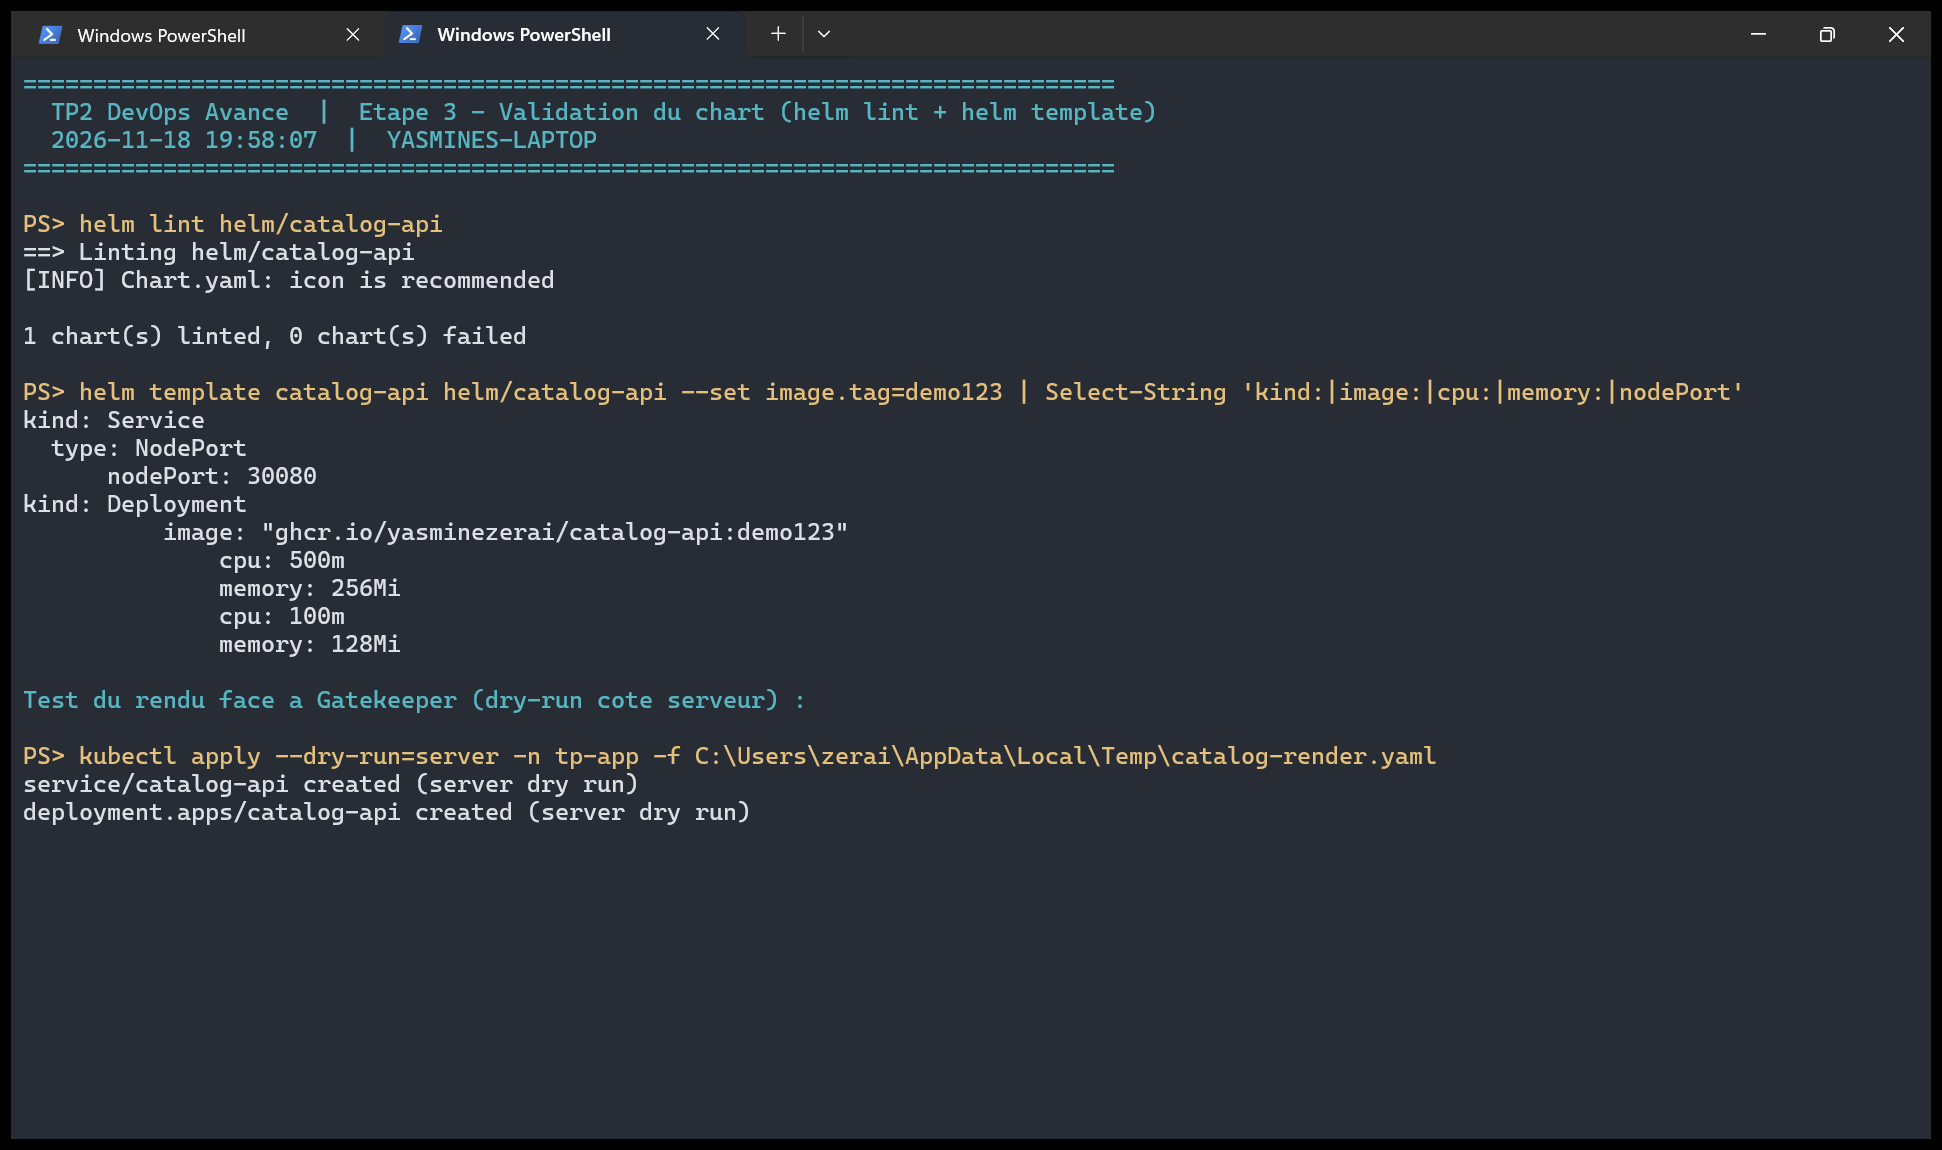 Windows PowerShell
Windows PowerShell
==============================================================================
TP2 DevOps Avance | Etape 3 - Validation du chart (helm lint + helm template)
2026-11-18 19:58:07 | YASMINES-LAPTOP
==============================================================================
PS> helm lint helm/catalog-api
==> Linting helm/catalog-api
[INFO] Chart.yaml: icon is recommended
1 chart(s) linted, 0 chart(s) failed
PS> helm template catalog-api helm/catalog-api --set image.tag=demo123 | Select-String 'kind:|image:|cpu:|memory:|nodePort'
kind: Service
type: NodePort
nodePort: 30080
kind: Deployment
image: "ghcr.io/yasminezerai/catalog-api:demo123"
cpu: 500m
memory: 256Mi
cpu: 100m
memory: 128Mi
Test du rendu face a Gatekeeper (dry-run cote serveur) :
PS> kubectl apply --dry-run=server -n tp-app -f C:\Users\zerai\AppData\Local\Temp\catalog-render.yaml
service/catalog-api created (server dry run)
deployment.apps/catalog-api created (server dry run)